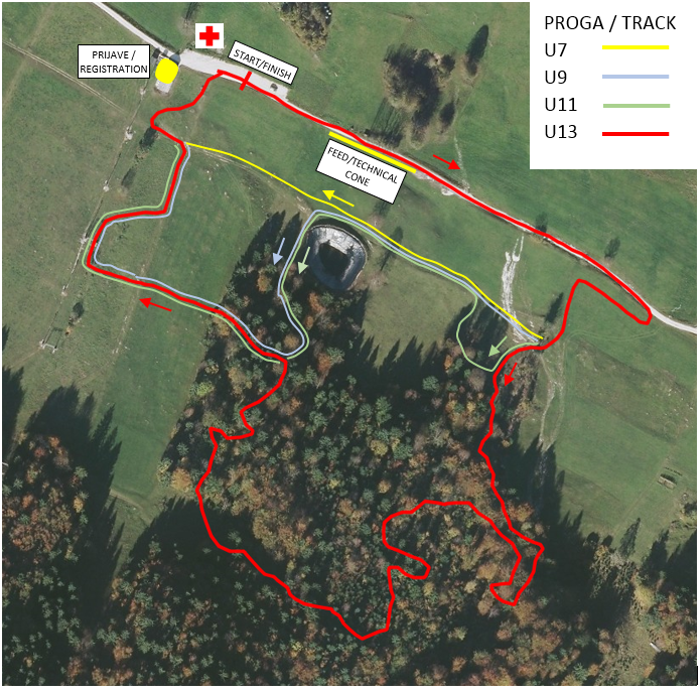 PROGA / TRACK
U7
U9
U11
U13
PRIJAVE /
REGISTRATION
START/FINISH
FEED/TECHNICAL
CONE